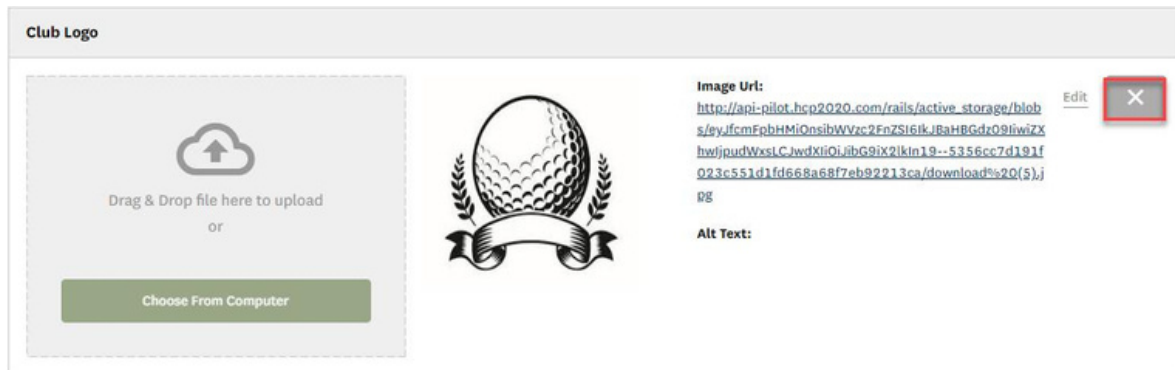 Club Logo
Drag & Drop file here to upload
or
Choose From Computer
Image Url:
http://api-pilot.hcp2020.com/rails/active_storage/blob
s/eyJfcmFpbHMiOnsibWVzc2FnZSI6IkJBaHBGdz09IiwiZX
hwIjpudWxsLCJwdXIiOiJibG9iX2lkIn19--5356cc7d191f
023c551d1fd668a68f7eb92213ca/download%20(5).j
pg
Edit
Alt Text: